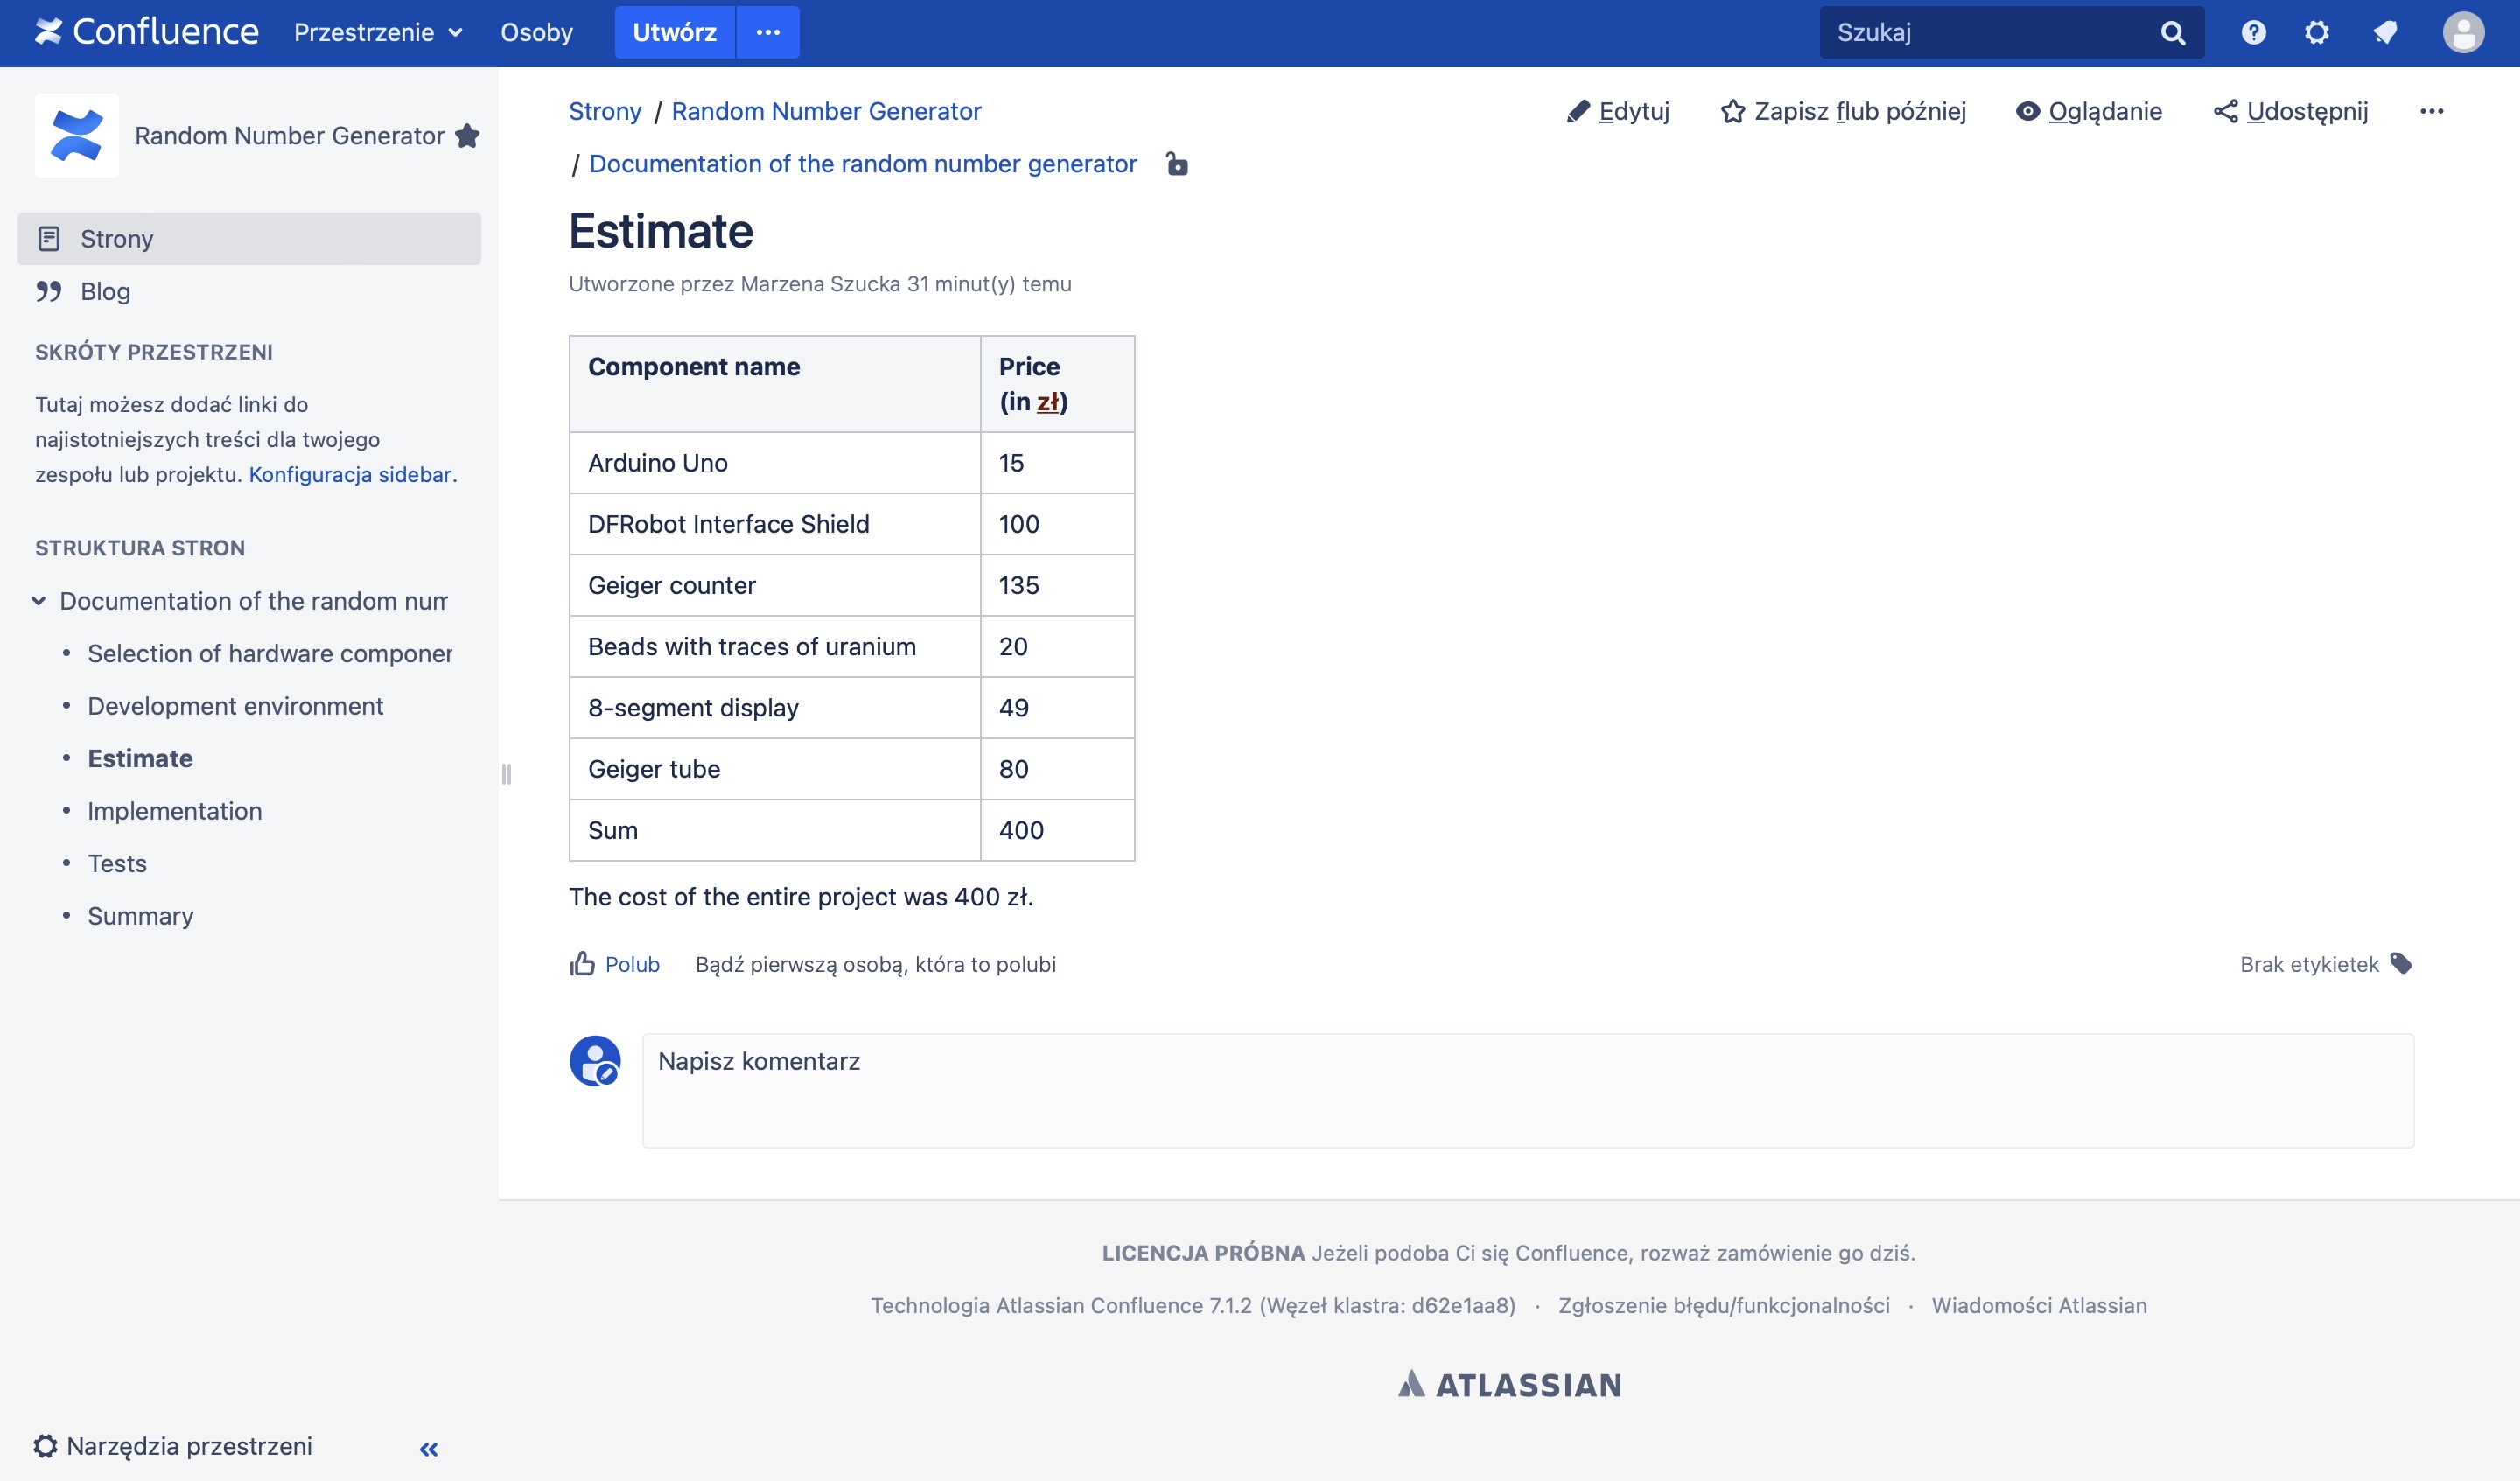 Confluence Przestrzenie Osoby Utwórz Szukaj
Random Number Generator
Strony
Blog
SKRÓTY PRZESTRZENI
Tutaj możesz dodać linki do
najistotniejszych treści dla twojego
zespołu lub projektu. Konfiguracja sidebar.
STRUKTURA STRON
Documentation of the random num
• Selection of hardware componer
• Development environment
• Estimate
• Implementation
• Tests
• Summary
Narzędzia przestrzeni
Strony / Random Number Generator
/ Documentation of the random number generator
Edytuj Zapisz flub później Oglądanie Udostępnij
Estimate
Utworzone przez Marzena Szucka 31 minut(y) temu
Component name Price
(in zł)
Arduino Uno 15
DFRobot Interface Shield 100
Geiger counter 135
Beads with traces of uranium 20
8-segment display 49
Geiger tube 80
Sum 400
The cost of the entire project was 400 zł.
Polub Bądź pierwszą osobą, która to polubi Brak etykietek
Napisz komentarz
LICENCJA PRÓBNA Jeżeli podoba Ci się Confluence, rozważ zamówienie go dziś.
Technologia Atlassian Confluence 7.1.2 (Węzeł klastra: d62e1aa8) · Zgłoszenie błędu/funkcjonalności · Wiadomości Atlassian
ATLASSIAN